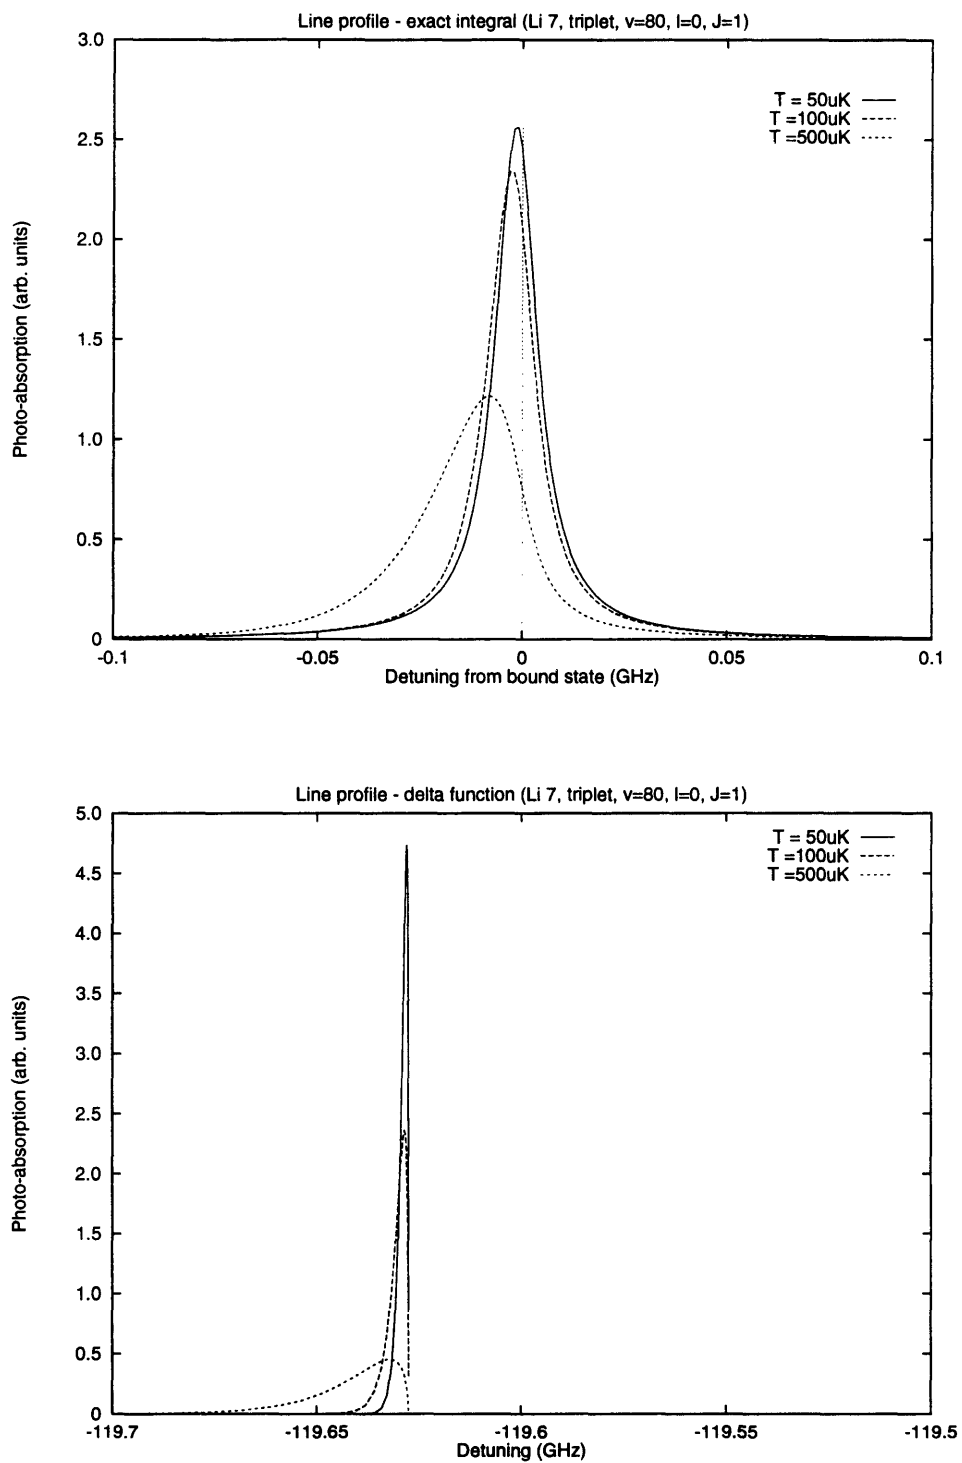 Line profile - exact integral (Li 7, triplet, v=80, l=0, J=1)
3.0
2.5
2.0
1.5
1.0
0.5
0
Photo-absorption (arb. units)
T = 50uK
T =100uK
T =500uK
-0.1 -0.05 0 0.05 0.1
Detuning from bound state (GHz)
Line profile - delta function (Li 7, triplet, v=80, l=0, J=1)
5.0
4.5
4.0
3.5
3.0
2.5
2.0
1.5
1.0
0.5
0
Photo-absorption (arb. units)
T = 50uK
T =100uK
T =500uK
-119.7 -119.65 -119.6 -119.55 -119.5
Detuning (GHz)